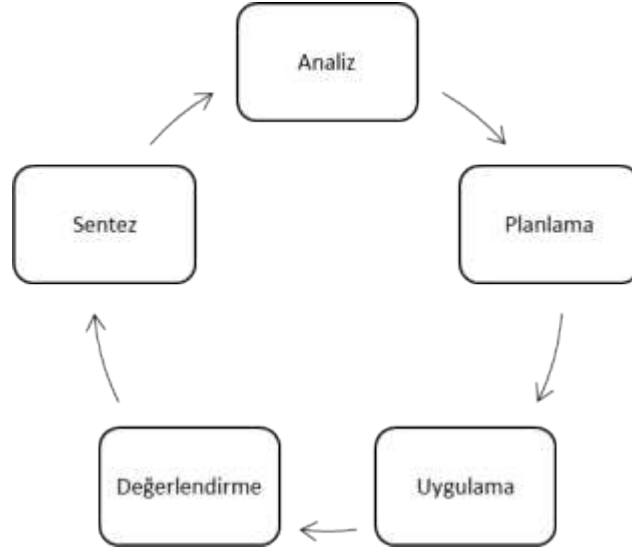 Analiz
Planlama
Uygulama
Değerlendirme
Sentez